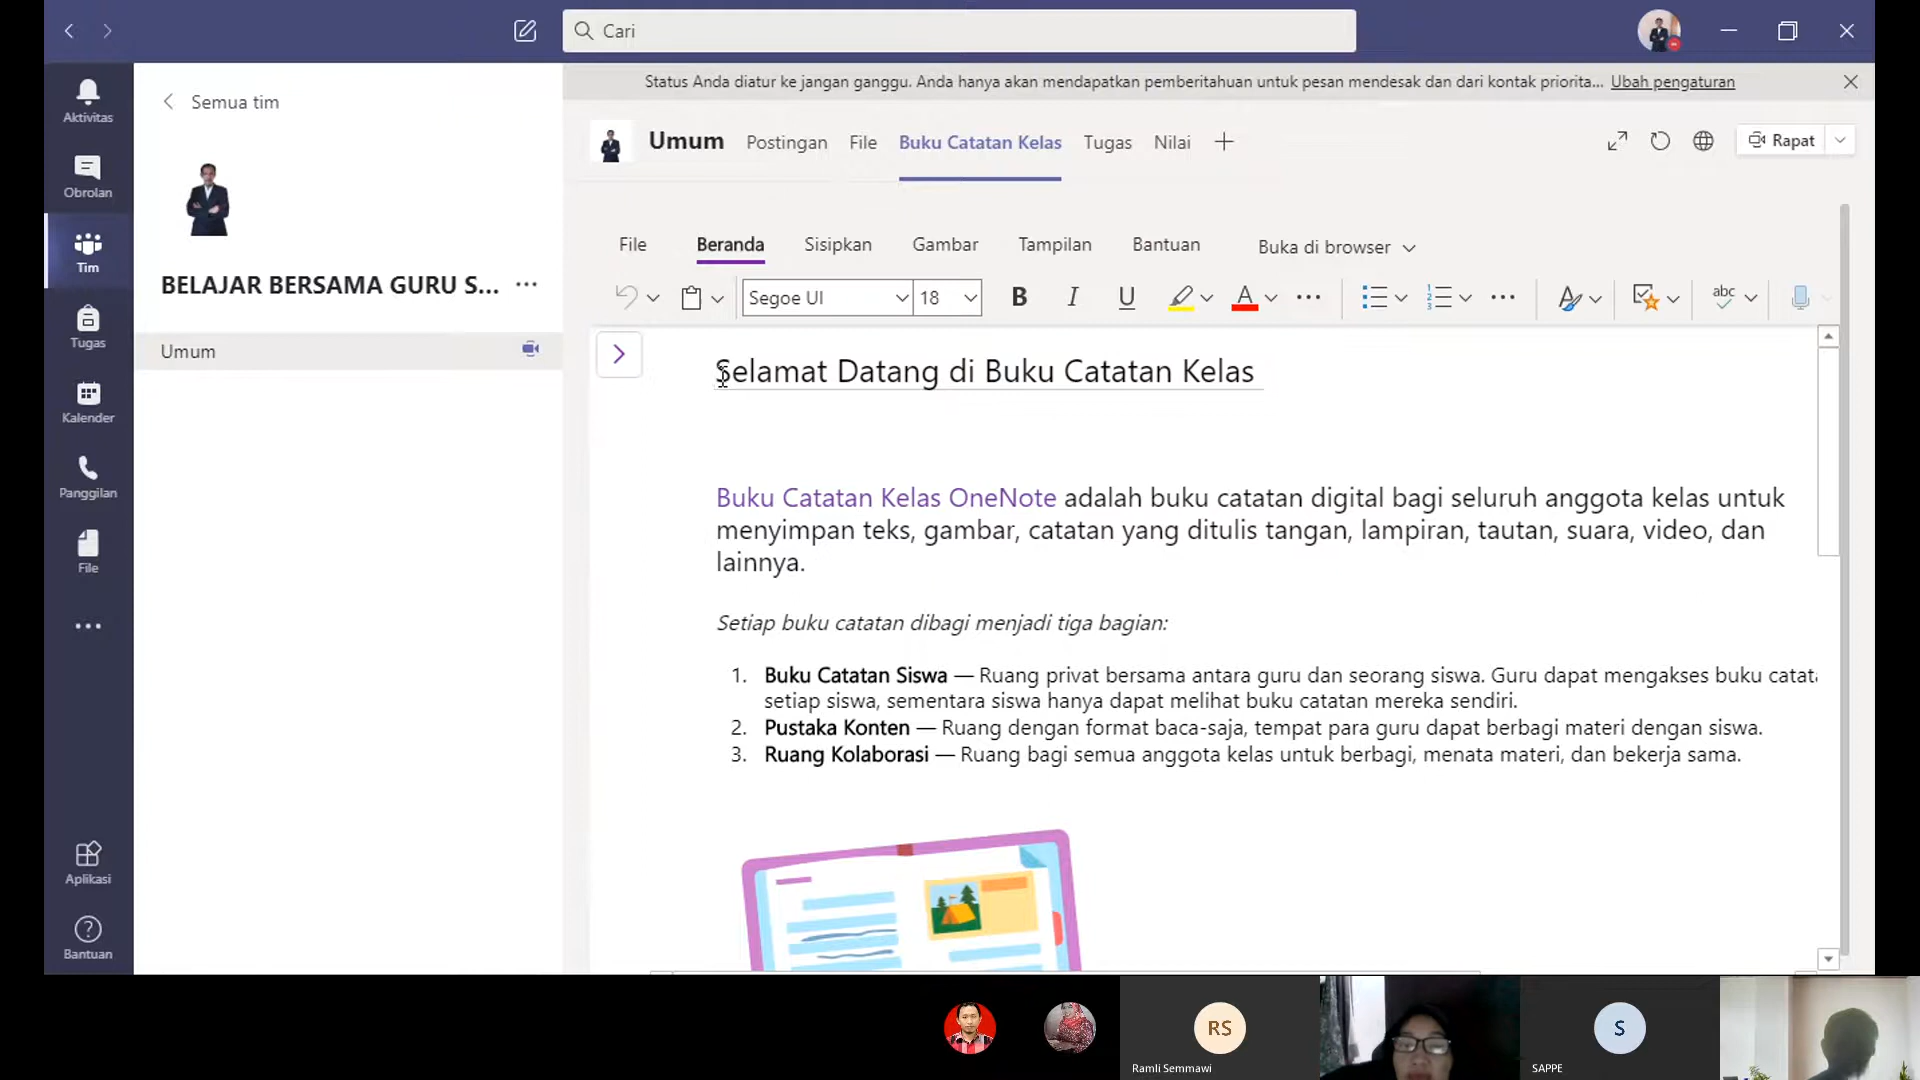 Cari
Status Anda diatur ke jangan ganggu. Anda hanya akan mendapatkan pemberitahuan untuk pesan mendesak dan dari kontak priorita... Ubah pengaturan
Aktivitas
Obrolan
Tim
Tugas
Kalender
Panggilan
File
Aplikasi
Bantuan
Semua tim
BELAJAR BERSAMA GURU S... ...
Umum
Umum Postingan File Buku Catatan Kelas Tugas Nilai
Rapat
File Beranda Sisipkan Gambar Tampilan Bantuan Buka di browser
Segoe UI 18 B I U A abc
Selamat Datang di Buku Catatan Kelas
Buku Catatan Kelas OneNote adalah buku catatan digital bagi seluruh anggota kelas untuk
menyimpan teks, gambar, catatan yang ditulis tangan, lampiran, tautan, suara, video, dan
lainnya.
Setiap buku catatan dibagi menjadi tiga bagian:
1. Buku Catatan Siswa — Ruang privat bersama antara guru dan seorang siswa. Guru dapat mengakses buku catata
setiap siswa, sementara siswa hanya dapat melihat buku catatan mereka sendiri.
2. Pustaka Konten — Ruang dengan format baca-saja, tempat para guru dapat berbagi materi dengan siswa.
3. Ruang Kolaborasi — Ruang bagi semua anggota kelas untuk berbagi, menata materi, dan bekerja sama.
RS
Ramli Semmawi
S
SAPPE